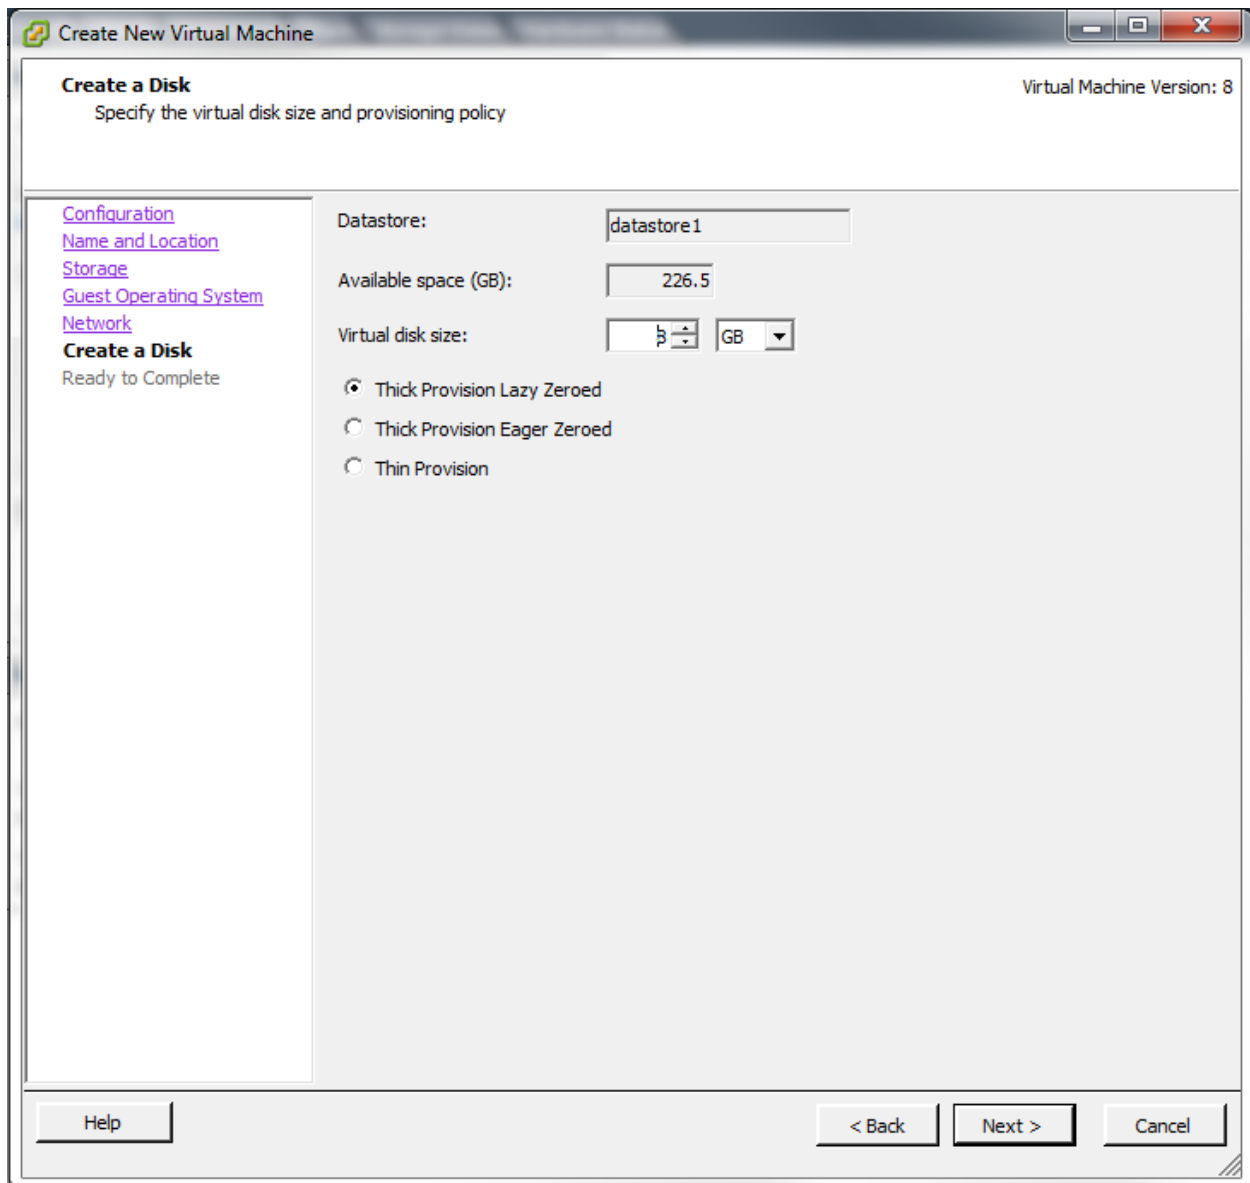 Create New Virtual Machine
Create a Disk
Virtual Machine Version: 8
Specify the virtual disk size and provisioning policy
Configuration
Name and Location
Storage
Guest Operating System
Network
Create a Disk
Ready to Complete
Datastore: datastore1
Available space (GB): 226.5
Virtual disk size: GB
Thick Provision Lazy Zeroed
Thick Provision Eager Zeroed
Thin Provision
Help
< Back
Next >
Cancel